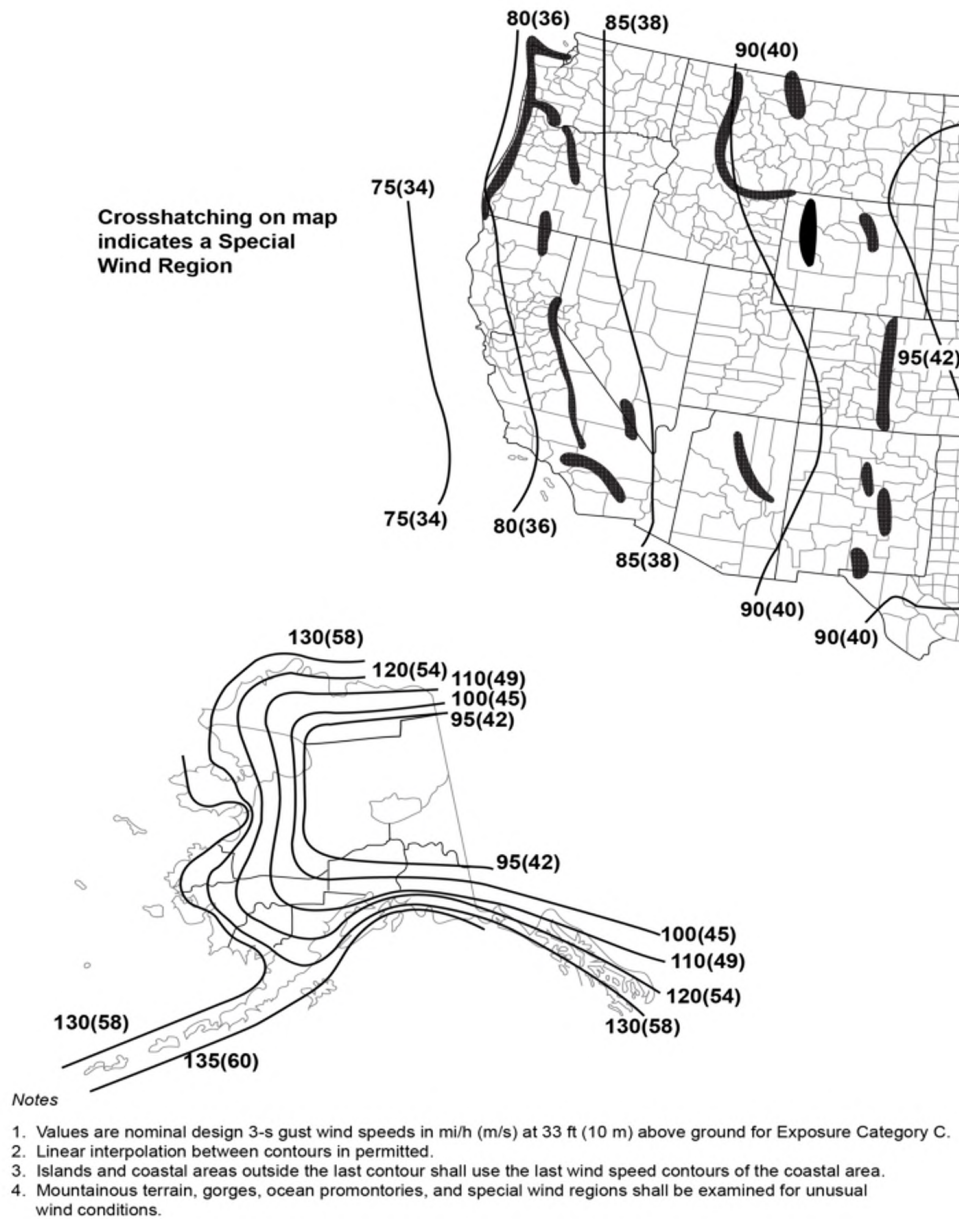 80(36)
85(38)
90(40)
75(34)
Crosshatching on map
indicates a Special
Wind Region
95(42)
75(34)
80(36)
85(38)
90(40)
90(40)
130(58)
120(54)
110(49)
100(45)
95(42)
95(42)
100(45)
110(49)
120(54)
130(58)
130(58)
135(60)
Notes
1. Values are nominal design 3-s gust wind speeds in mi/h (m/s) at 33 ft (10 m) above ground for Exposure Category C.
2. Linear interpolation between contours in permitted.
3. Islands and coastal areas outside the last contour shall use the last wind speed contours of the coastal area.
4. Mountainous terrain, gorges, ocean promontories, and special wind regions shall be examined for unusual
wind conditions.